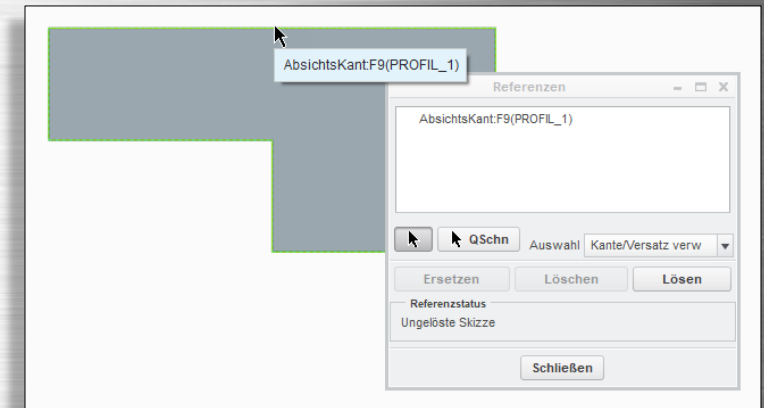 AbsichtsKant:F9(PROFIL_1)
Referenzen
AbsichtsKant:F9(PROFIL_1)
QSchn
Auswahl Kante/Versatz verw
Ersetzen Löschen Lösen
Referenzstatus
Ungelöste Skizze
Schließen